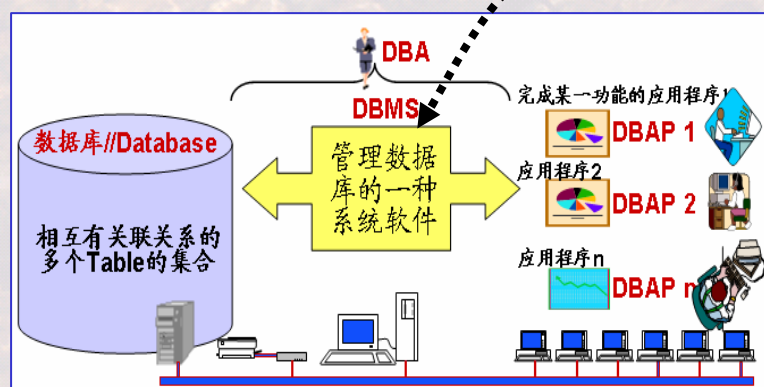 DBA
DBMS
数据库//Database
相互有关联关系的
多个Table的集合
管理数据
库的一种
系统软件
完成某一功能的应用程序1
DBAP 1
应用程序2
DBAP 2
应用程序n
DBAP n